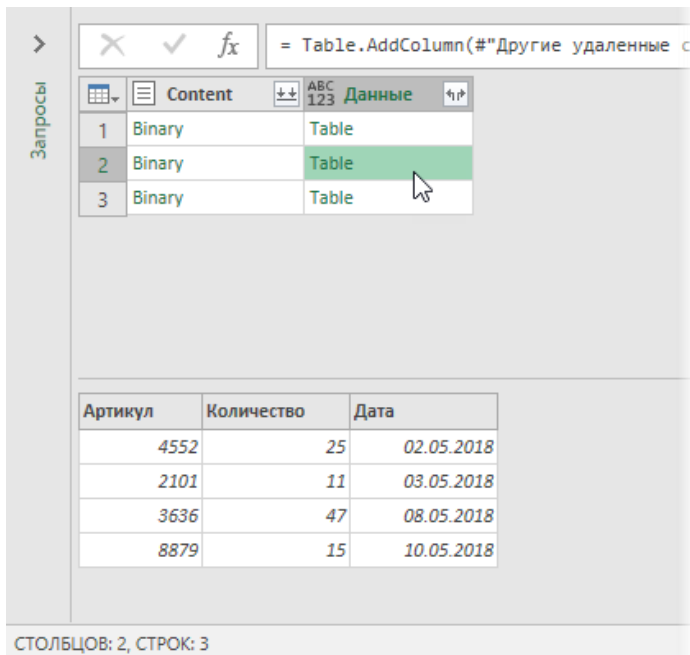 fx = Table.AddColumn(#"Другие удаленные с
Запросы
Content ABC 123 Данные
1 Binary Table
2 Binary Table
3 Binary Table
Артикул Количество Дата
4552 25 02.05.2018
2101 11 03.05.2018
3636 47 08.05.2018
8879 15 10.05.2018
СТОЛБЦОВ: 2, СТРОК: 3